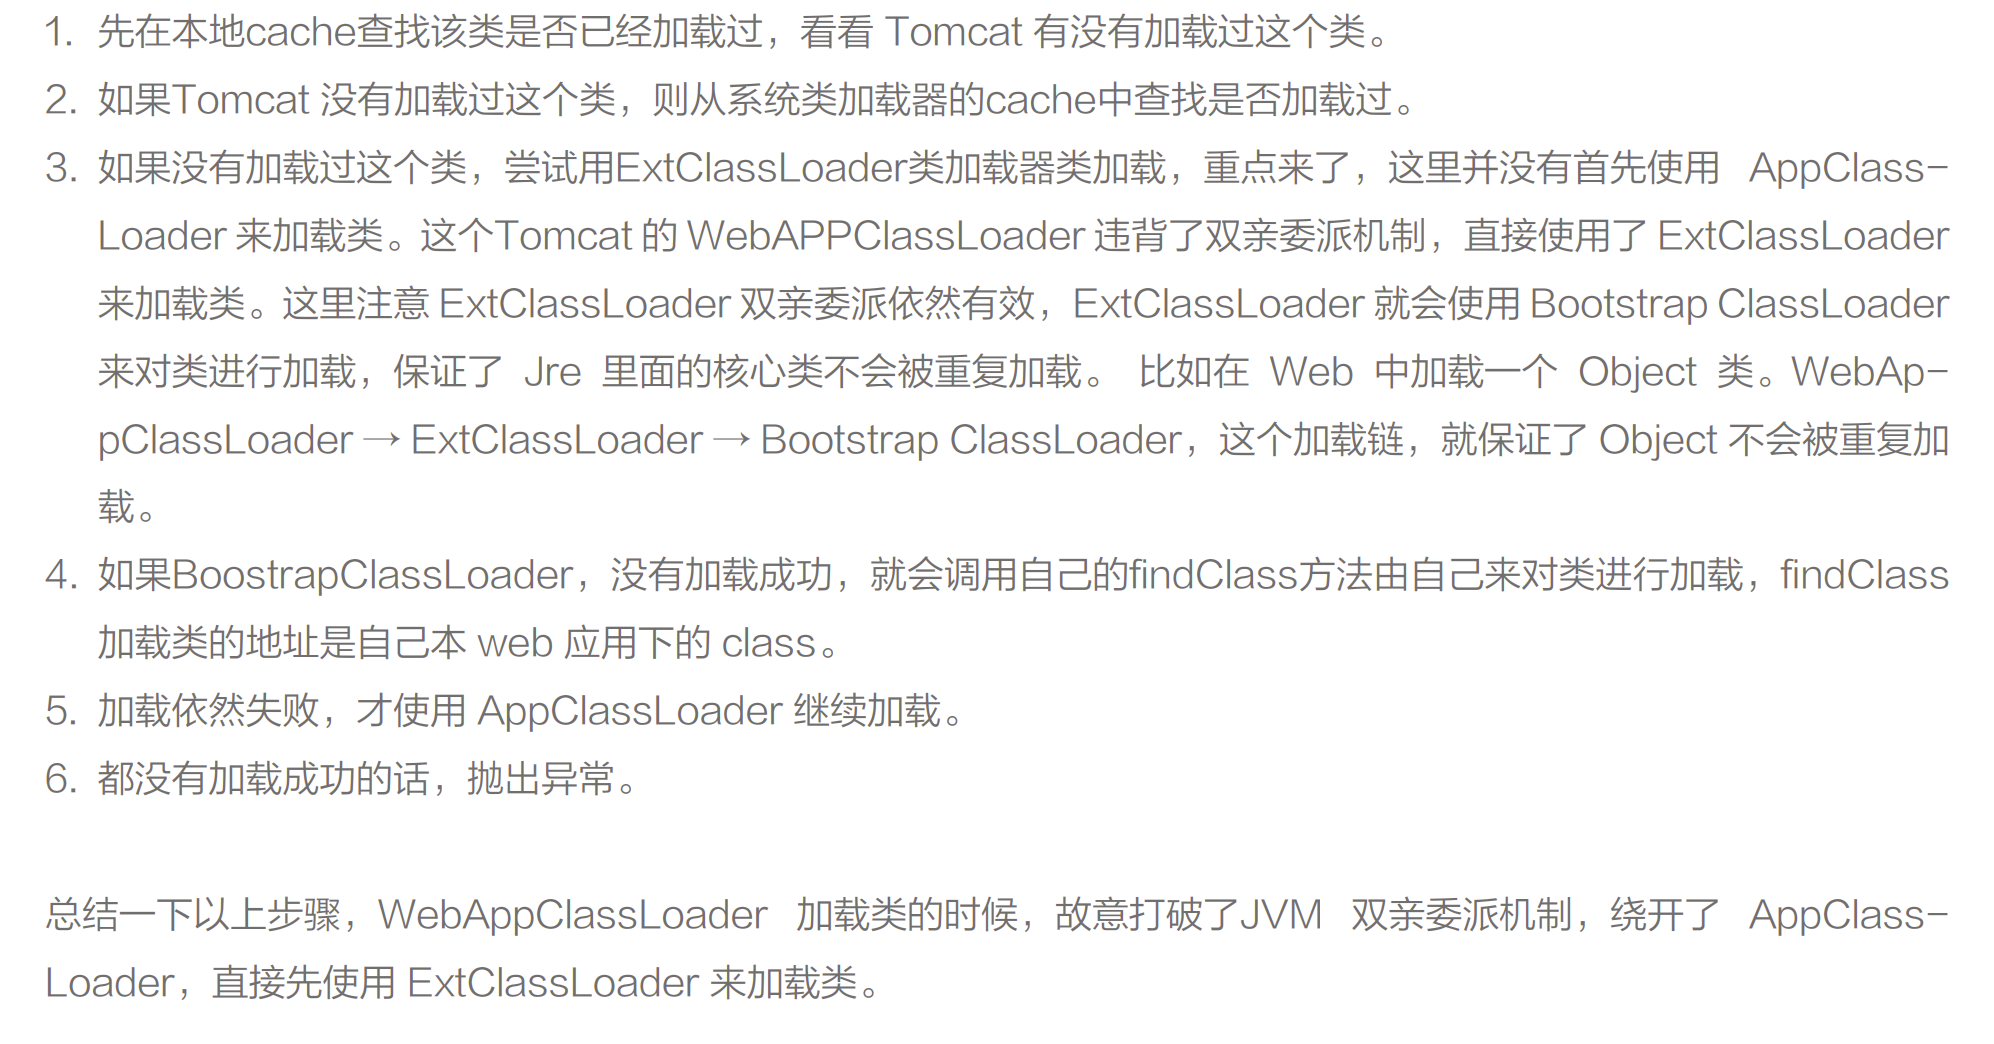 1. 先在本地cache查找该类是否已经加载过，看看 Tomcat 有没有加载过这个类。
2. 如果Tomcat 没有加载过这个类，则从系统类加载器的cache中查找是否加载过。
3. 如果没有加载过这个类，尝试用ExtClassLoader类加载器类加载，重点来了，这里并没有首先使用 AppClass-
Loader 来加载类。这个Tomcat 的 WebAPPClassLoader 违背了双亲委派机制，直接使用了 ExtClassLoader
来加载类。这里注意 ExtClassLoader 双亲委派依然有效，ExtClassLoader 就会使用 Bootstrap ClassLoader
来对类进行加载，保证了 Jre 里面的核心类不会被重复加载。 比如在 Web 中加载一个 Object 类。WebAp-
pClassLoader → ExtClassLoader → Bootstrap ClassLoader，这个加载链，就保证了 Object 不会被重复加
载。
4. 如果BoostrapClassLoader，没有加载成功，就会调用自己的findClass方法由自己来对类进行加载，findClass
加载类的地址是自己本 web 应用下的 class。
5. 加载依然失败，才使用 AppClassLoader 继续加载。
6. 都没有加载成功的话，抛出异常。
总结一下以上步骤，WebAppClassLoader 加载类的时候，故意打破了JVM 双亲委派机制，绕开了 AppClass-
Loader，直接先使用 ExtClassLoader 来加载类。